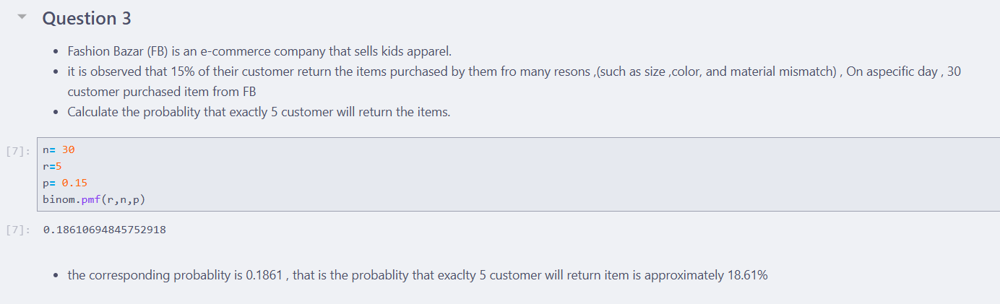 Question 3
• Fashion Bazar (FB) is an e-commerce company that sells kids apparel.
• it is observed that 15% of their customer return the items purchased by them fro many resons ,(such as size ,color, and material mismatch) , On aspecific day , 30
customer purchased item from FB
• Calculate the probablity that exactly 5 customer will return the items.
[7]: n= 30
r=5
p= 0.15
binom.pmf(r,n,p)
[7]: 0.18610694845752918
• the corresponding probablity is 0.1861 , that is the probablity that exaclty 5 customer will return item is approximately 18.61%